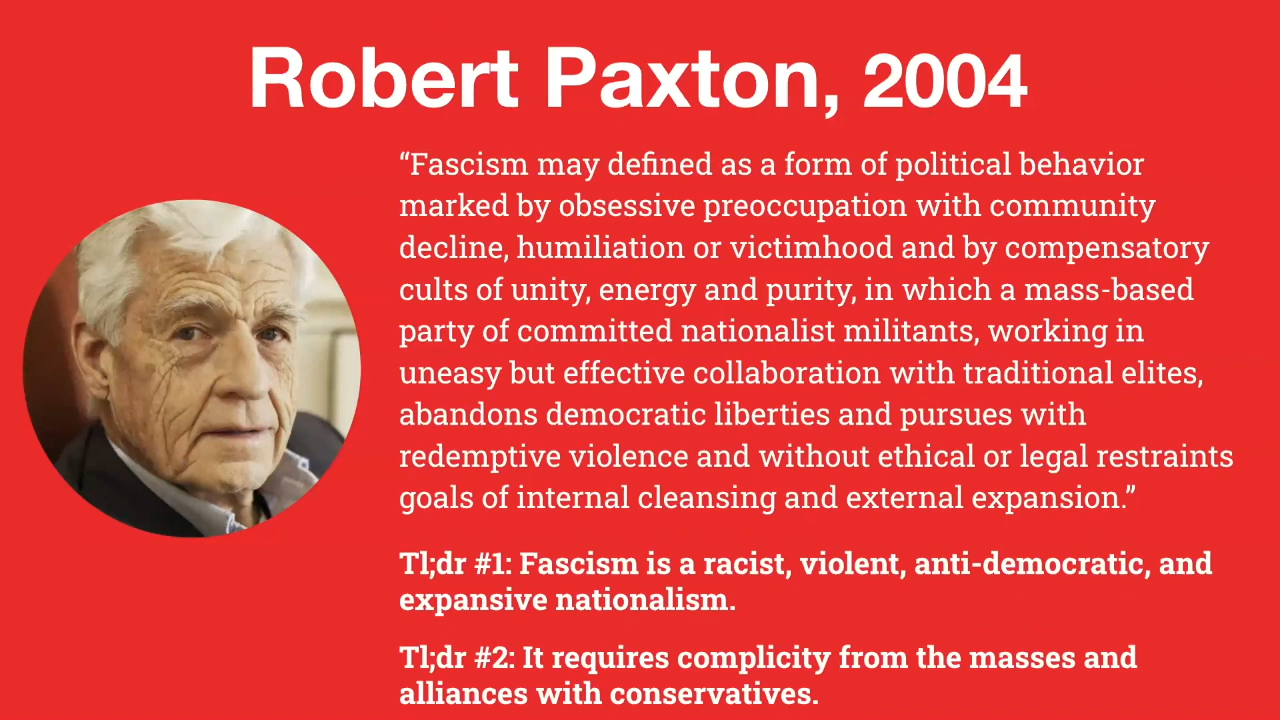 Robert Paxton, 2004
“Fascism may defined as a form of political behavior
marked by obsessive preoccupation with community
decline, humiliation or victimhood and by compensatory
cults of unity, energy and purity, in which a mass-based
party of committed nationalist militants, working in
uneasy but effective collaboration with traditional elites,
abandons democratic liberties and pursues with
redemptive violence and without ethical or legal restraints
goals of internal cleansing and external expansion.”
Tl;dr #1: Fascism is a racist, violent, anti-democratic, and
expansive nationalism.
Tl;dr #2: It requires complicity from the masses and
alliances with conservatives.